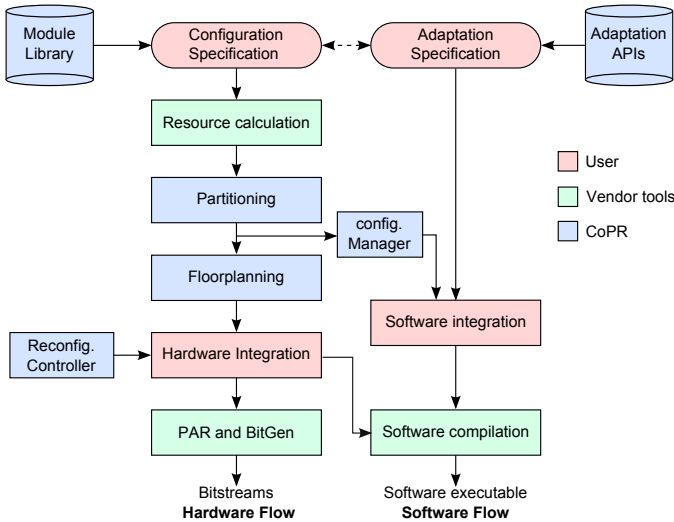 Module
Library
Configuration
Specification
Adaptation
Specification
Adaptation
APIs
Resource calculation
User
Vendor tools
CoPR
Partitioning
config.
Manager
Floorplanning
Software integration
Reconfig.
Controller
Hardware Integration
PAR and BitGen
Software compilation
Bitstreams
Hardware Flow
Software executable
Software Flow